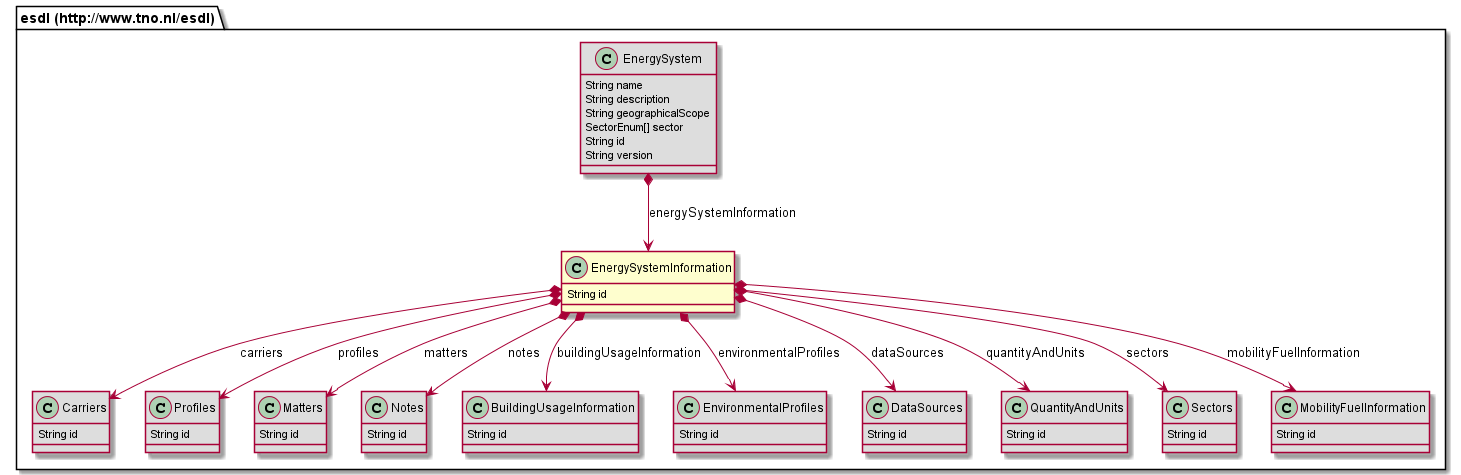 esdl (http://www.tno.nl/esdl)
C EnergySystem
String name
String description
String geographicalScope
SectorEnum[] sector
String id
String version
energySystemInformation
C EnergySystemInformation
String id
carriers
profiles
matters
notes
buildingUsageInformation
environmentalProfiles
dataSources
quantityAndUnits
sectors
mobilityFuelInformation
C Carriers
String id
C Profiles
String id
C Matters
String id
C Notes
String id
C BuildingUsageInformation
String id
C EnvironmentalProfiles
String id
C DataSources
String id
C QuantityAndUnits
String id
C Sectors
String id
C MobilityFuelInformation
String id